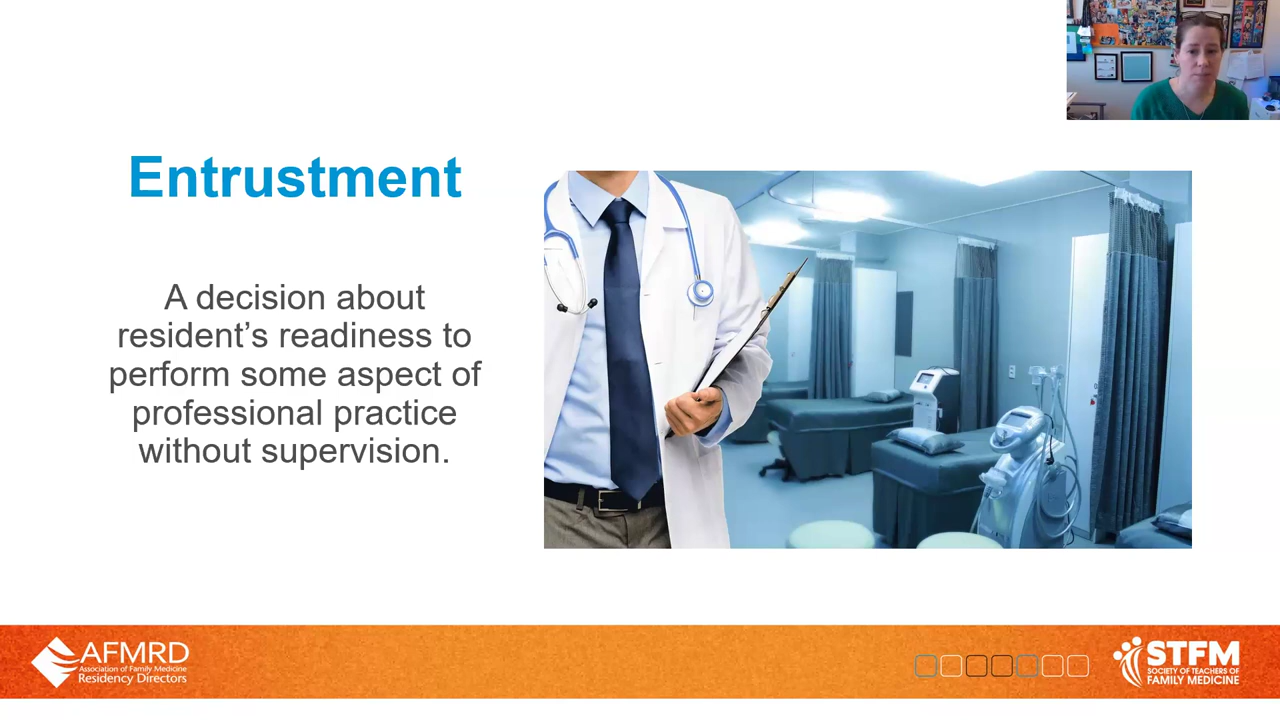 Entrustment
A decision about
resident’s readiness to
perform some aspect of
professional practice
without supervision.
AFMRD
Association of Family Medicine
Residency Directors
STFM
SOCIETY OF TEACHERS OF
FAMILY MEDICINE